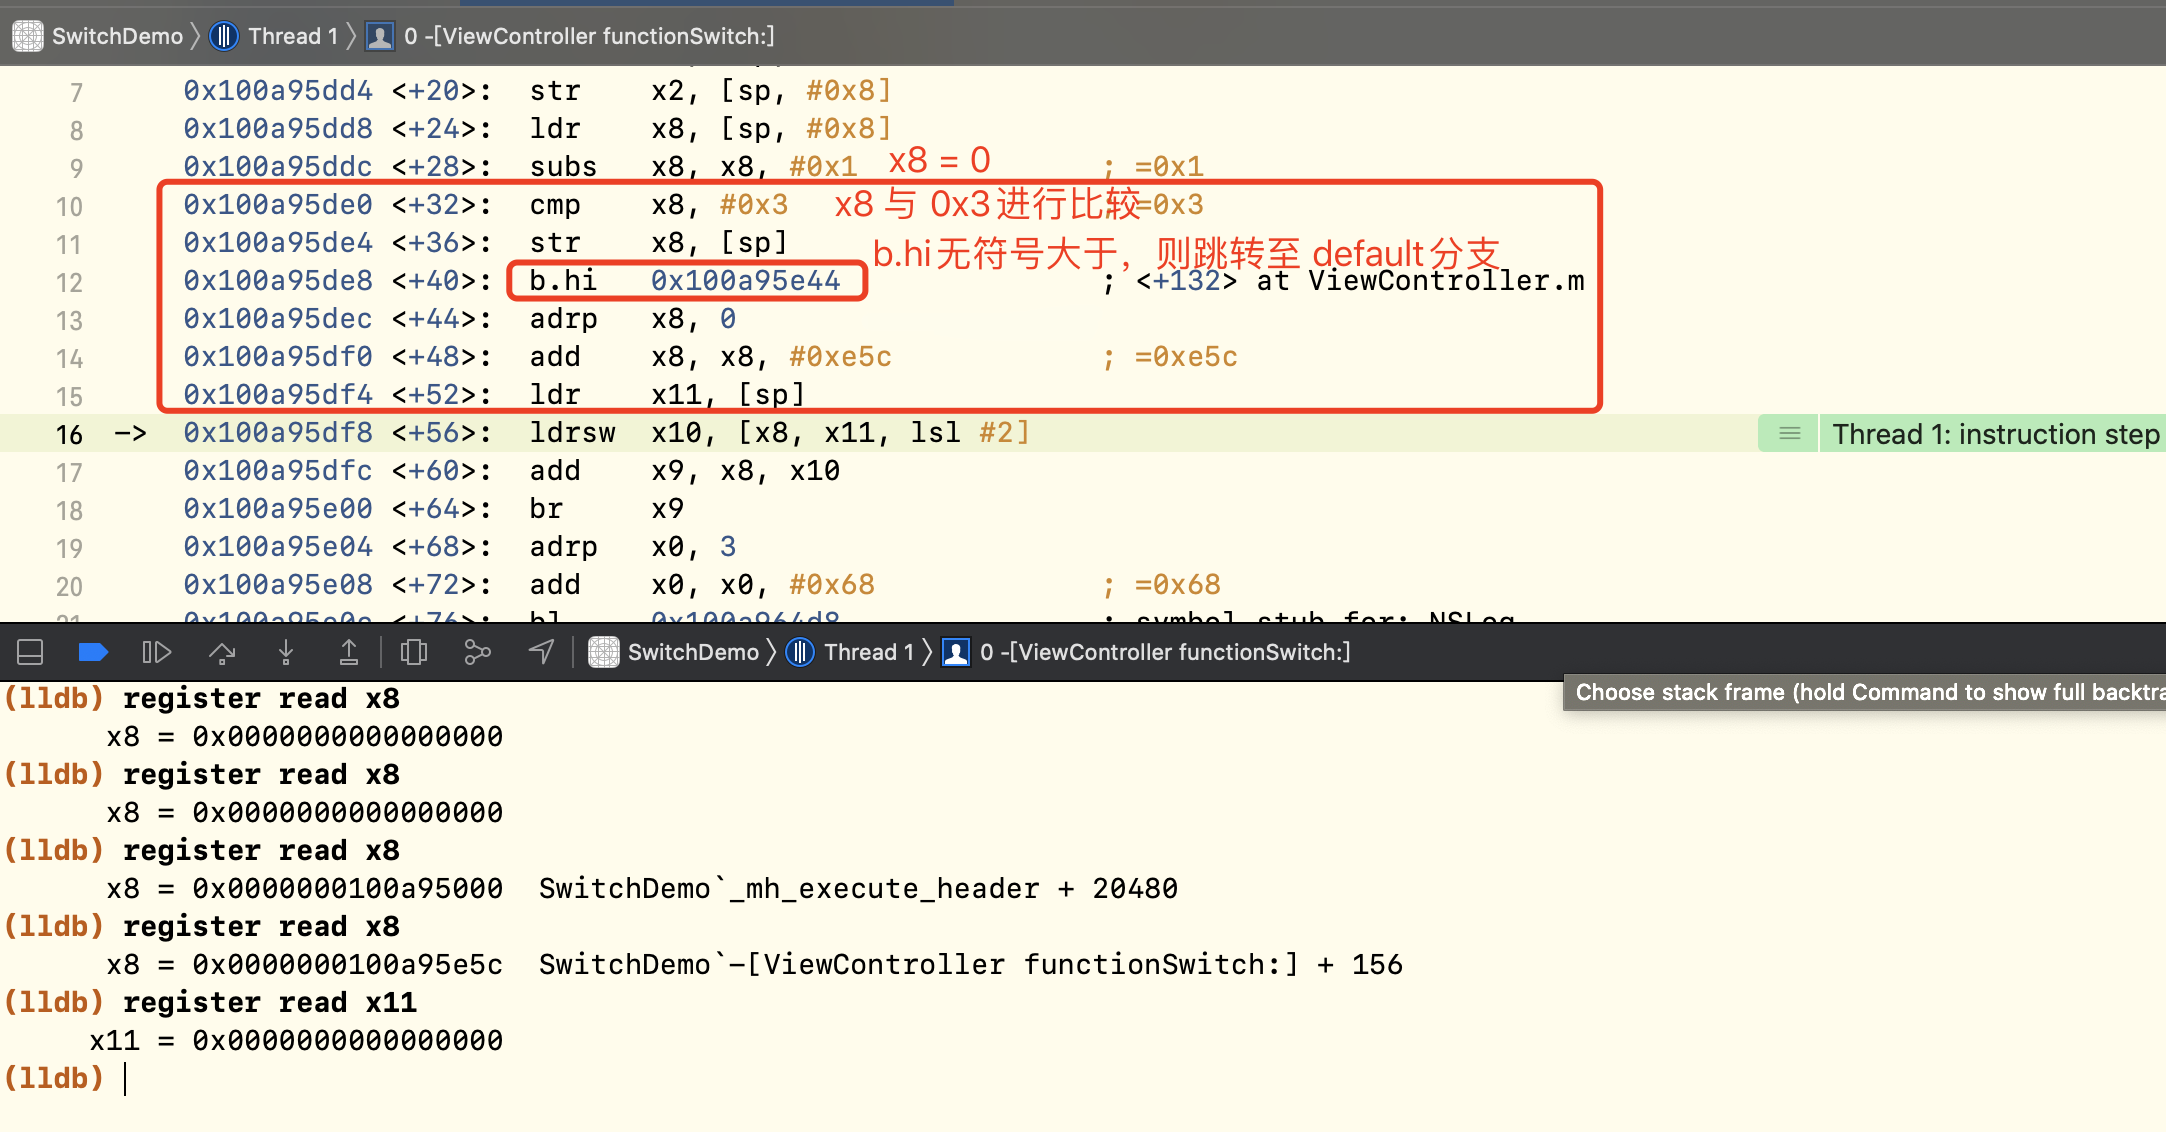 SwitchDemo 〉 Thread 1 〉 0 -[ViewController functionSwitch:]
7 0x100a95dd4 <+20>: str x2, [sp, #0x8]
8 0x100a95dd8 <+24>: ldr x8, [sp, #0x8]
9 0x100a95ddc <+28>: subs x8, x8, #0x1 x8 = 0 ; =0x1
10 0x100a95de0 <+32>: cmp x8, #0x3 x8 与 0x3进行比较 ; =0x3
11 0x100a95de4 <+36>: str x8, [sp]
b.hi无符号大于，则跳转至 default分支
12 0x100a95de8 <+40>: b.hi 0x100a95e44 ; <+132> at ViewController.m
13 0x100a95dec <+44>: adrp x8, 0
14 0x100a95df0 <+48>: add x8, x8, #0xe5c ; =0xe5c
15 0x100a95df4 <+52>: ldr x11, [sp]
16 -> 0x100a95df8 <+56>: ldrsw x10, [x8, x11, lsl #2] Thread 1: instruction step
17 0x100a95dfc <+60>: add x9, x8, x10
18 0x100a95e00 <+64>: br x9
19 0x100a95e04 <+68>: adrp x0, 3
20 0x100a95e08 <+72>: add x0, x0, #0x68 ; =0x68
21 0x100a95e0c <+76>: bl 0x100a964d8 ; symbol stub for: NSLog
SwitchDemo 〉 Thread 1 〉 0 -[ViewController functionSwitch:]
Choose stack frame (hold Command to show full backtra
(lldb) register read x8
x8 = 0x0000000000000000
(lldb) register read x8
x8 = 0x0000000000000000
(lldb) register read x8
x8 = 0x0000000100a95000 SwitchDemo`_mh_execute_header + 20480
(lldb) register read x8
x8 = 0x0000000100a95e5c SwitchDemo`-[ViewController functionSwitch:] + 156
(lldb) register read x11
x11 = 0x0000000000000000
(lldb)